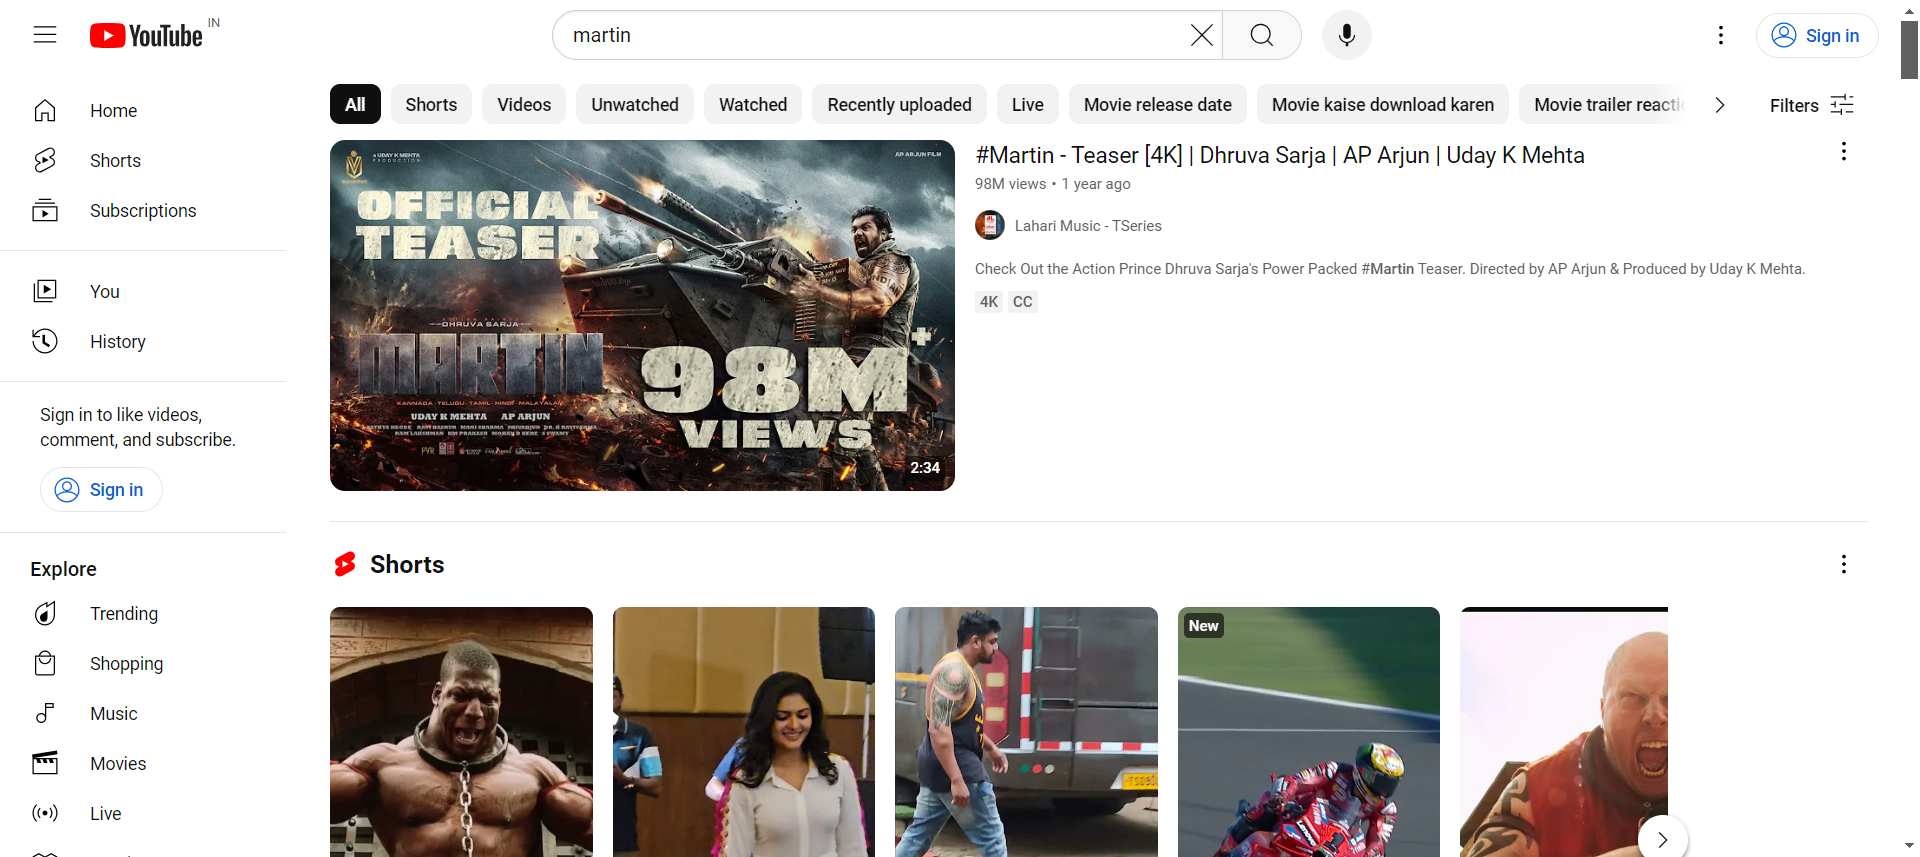 YouTube IN
martin
Sign in
Home
Shorts
Subscriptions
You
History
Sign in to like videos,
comment, and subscribe.
Sign in
Explore
Trending
Shopping
Music
Movies
Live
All
Shorts
Videos
Unwatched
Watched
Recently uploaded
Live
Movie release date
Movie kaise download karen
Movie trailer reacti
Filters
A UDAY K MEHTA
PRODUCTION
AP ARJUN FILM
OFFICIAL
TEASER
INDIAN
DHRUVA SARJA
MARTIN
KANNADA - TELUGU - TAMIL - HINDI - MALAYALAM
UDAY K MEHTA AP ARJUN
PVR
98M+
VIEWS
2:34
#Martin - Teaser [4K] | Dhruva Sarja | AP Arjun | Uday K Mehta
98M views • 1 year ago
Lahari Music - TSeries
Check Out the Action Prince Dhruva Sarja's Power Packed #Martin Teaser. Directed by AP Arjun & Produced by Uday K Mehta.
4K CC
Shorts
New
Lenovo